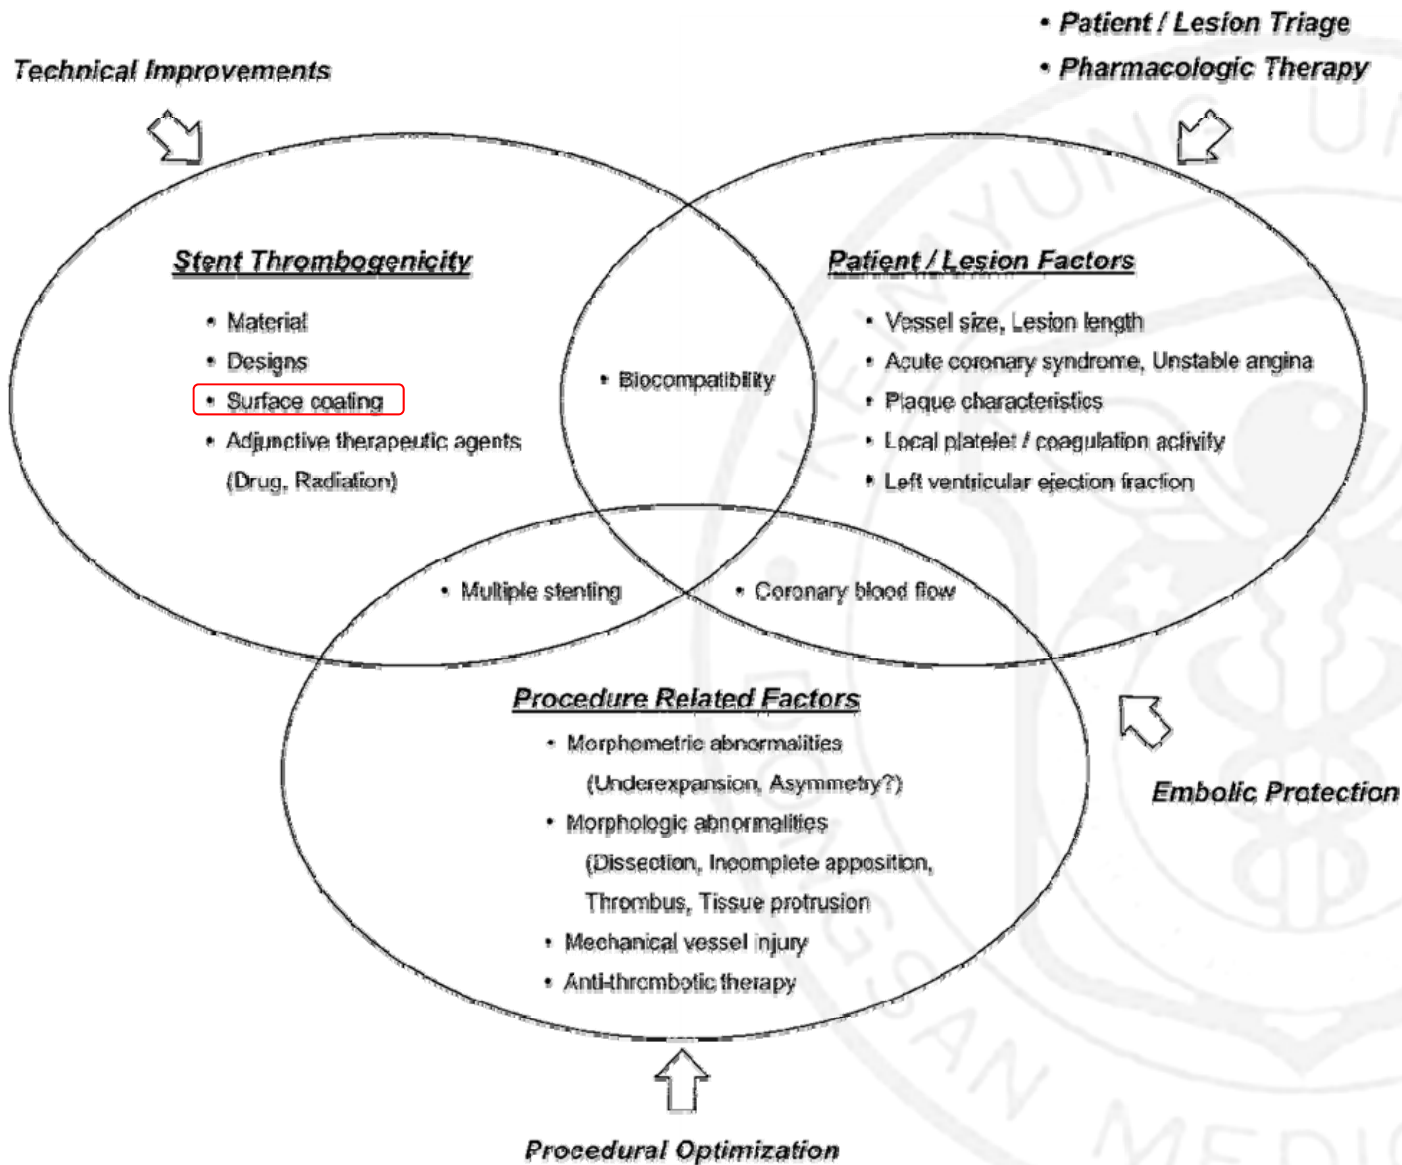 • Patient / Lesion Triage
• Pharmacologic Therapy
Technical Improvements
Stent Thrombogenicity
• Material
• Designs
• Surface coating
• Adjunctive therapeutic agents
(Drug, Radiation)
• Biocompatibility
Patient / Lesion Factors
• Vessel size, Lesion length
• Acute coronary syndrome, Unstable angina
• Plaque characteristics
• Local platelet / coagulation activity
• Left ventricular ejection fraction
• Multiple stenting
• Coronary blood flow
Procedure Related Factors
• Morphometric abnormalities
(Underexpansion, Asymmetry?)
• Morphologic abnormalities
(Dissection, Incomplete apposition,
Thrombus, Tissue protrusion
• Mechanical vessel injury
• Anti-thrombotic therapy
Embolic Protection
Procedural Optimization
KEIMYUNG
DONGSAN